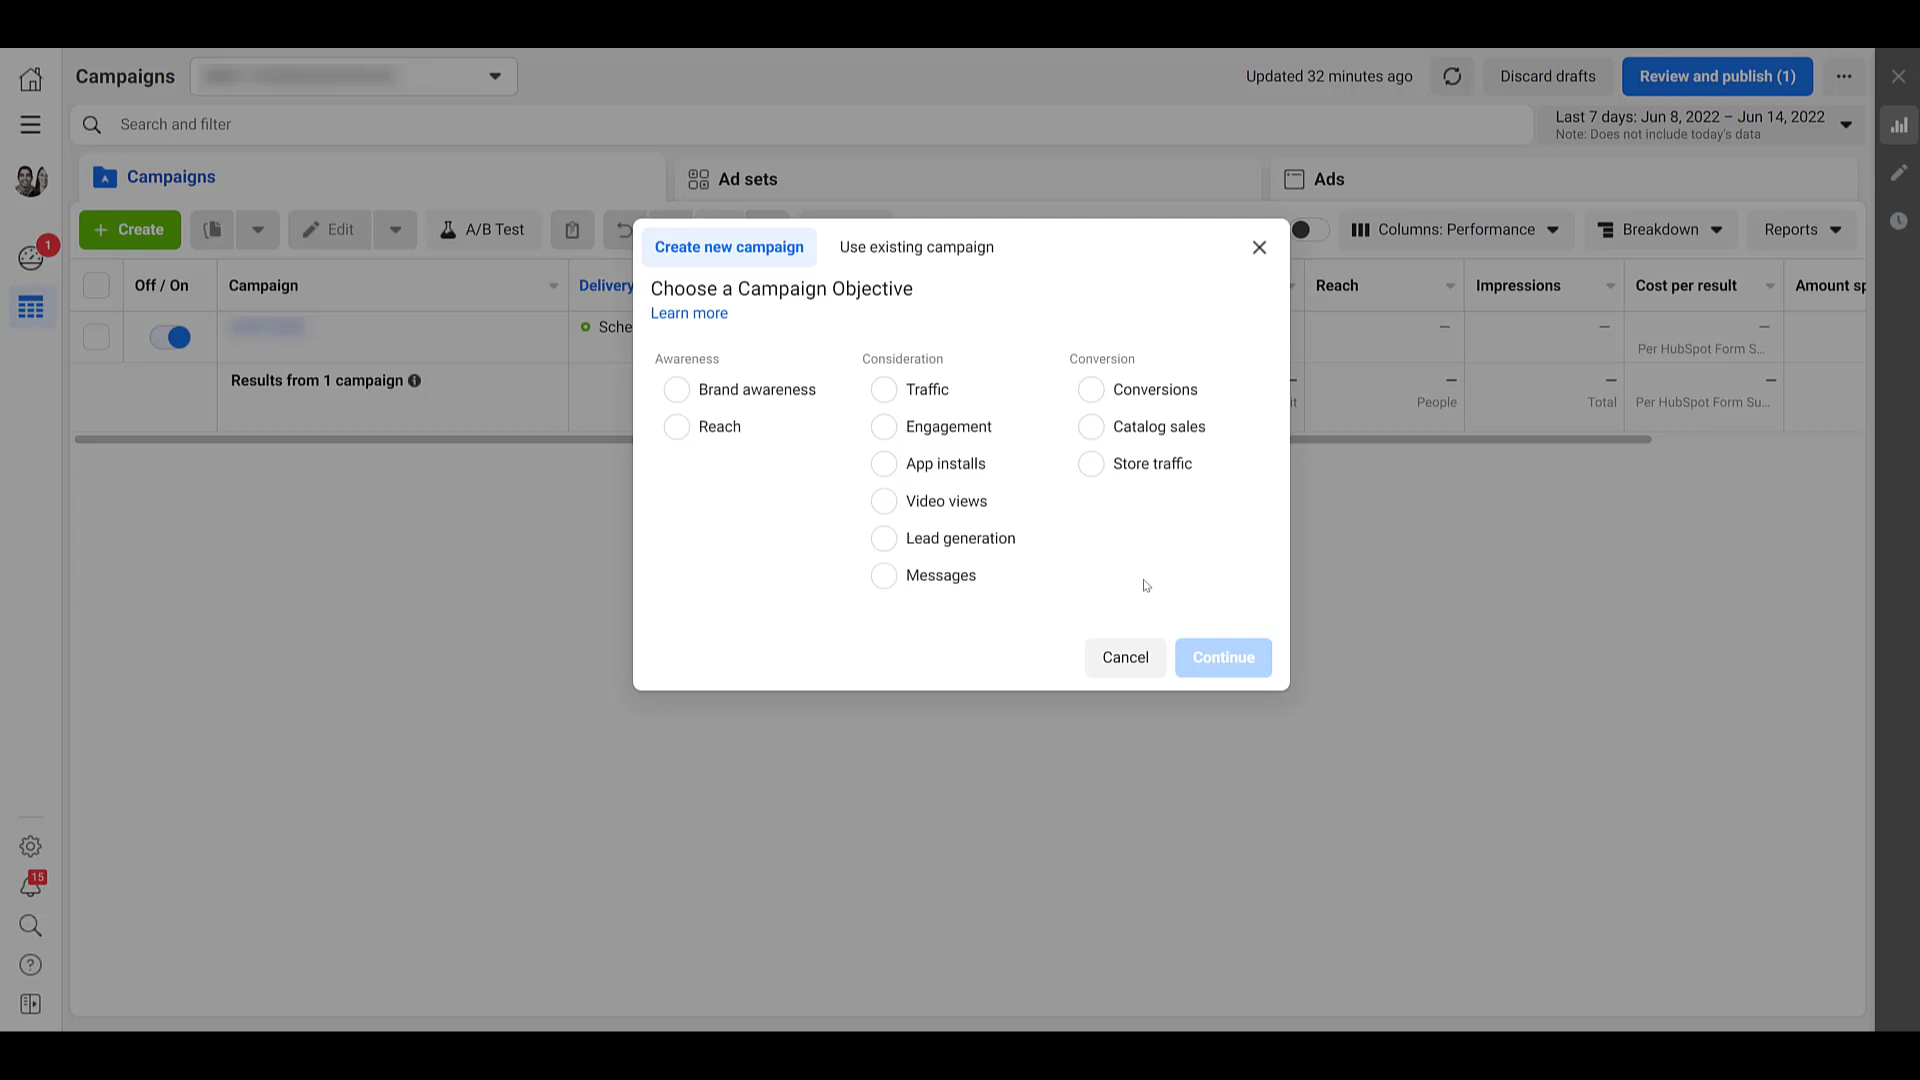 Campaigns
Updated 32 minutes ago
Discard drafts
Review and publish (1)
Search and filter
Last 7 days: Jun 8, 2022 – Jun 14, 2022
Note: Does not include today's data
Campaigns
Ad sets
Ads
+ Create
Edit
A/B Test
Columns: Performance
Breakdown
Reports
1
Off / On
Campaign
Delivery
Reach
Impressions
Cost per result
Amount sp
Sche
—
—
—
Per HubSpot Form S...
Results from 1 campaign
—
—
—
—
it
People
Total
Per HubSpot Form Su...
Create new campaign
Use existing campaign
Choose a Campaign Objective
Learn more
Awareness
Consideration
Conversion
Brand awareness
Traffic
Conversions
Reach
Engagement
Catalog sales
App installs
Store traffic
Video views
Lead generation
Messages
Cancel
Continue
15